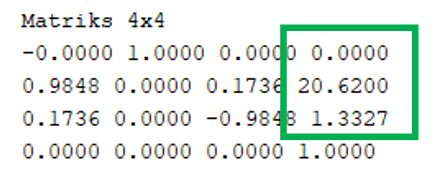 Matriks 4x4
-0.0000 1.0000 0.0000 0.0000
0.9848 0.0000 0.1736 20.6200
0.1736 0.0000 -0.9848 1.3327
0.0000 0.0000 0.0000 1.0000